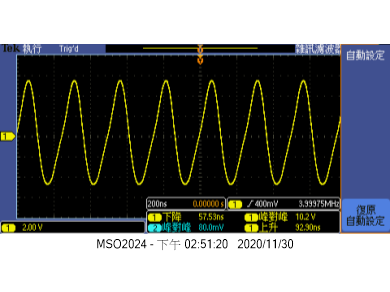 Tek 執行 Trig'd 雜訊濾波器
自動設定
1
200ns 0.00000 s 1 400mV 3.99975MHz
1 下降 57.53ns 1 峰對峰 10.2 V
2 峰對峰 80.0mV 1 上升 92.90ns
復原
自動設定
1 2.00 V
MSO2024 - 下午 02:51:20 2020/11/30